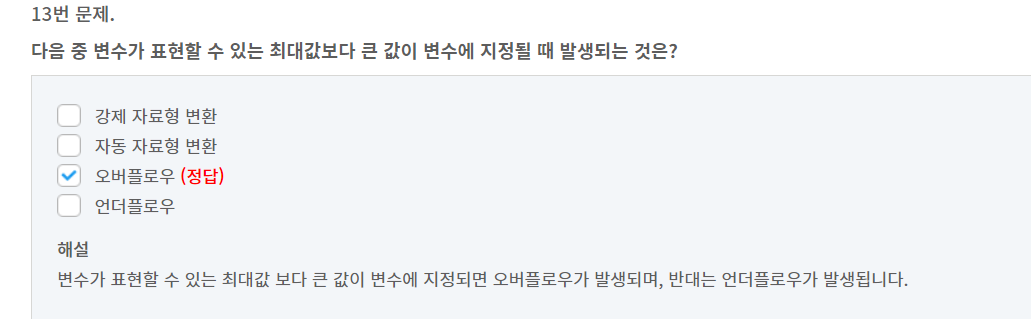 13번 문제.
다음 중 변수가 표현할 수 있는 최대값보다 큰 값이 변수에 지정될 때 발생되는 것은?
강제 자료형 변환
자동 자료형 변환
오버플로우 (정답)
언더플로우
해설
변수가 표현할 수 있는 최대값 보다 큰 값이 변수에 지정되면 오버플로우가 발생되며, 반대는 언더플로우가 발생됩니다.